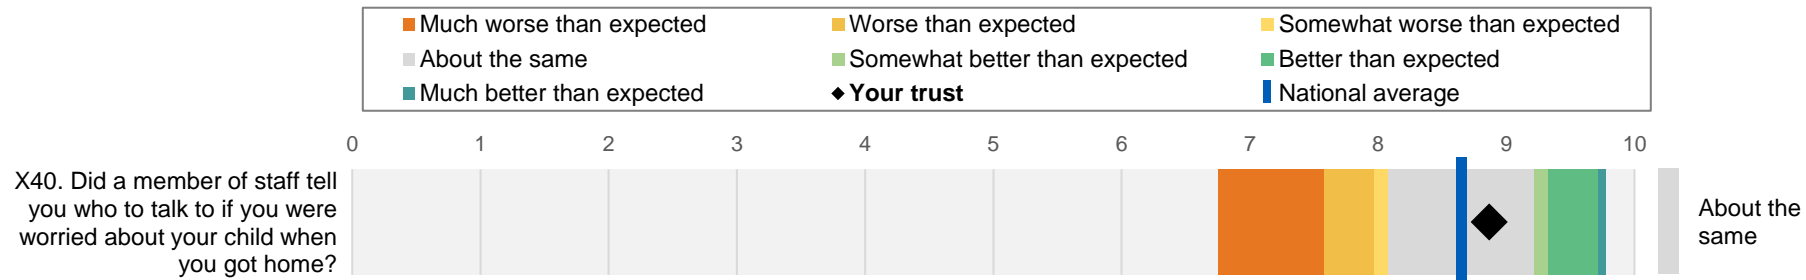 Much worse than expected
Worse than expected
Somewhat worse than expected
About the same
Somewhat better than expected
Better than expected
Much better than expected
Your trust
National average
0 1 2 3 4 5 6 7 8 9 10
X40. Did a member of staff tell
you who to talk to if you were
worried about your child when
you got home?
About the
same